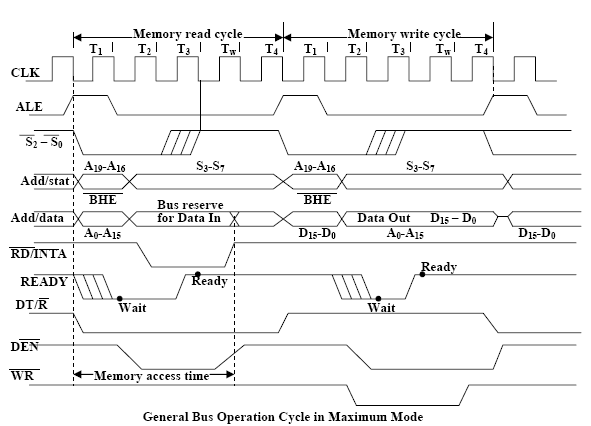 Memory read cycle Memory write cycle
T1 T2 T3 Tw T4 T1 T2 T3 Tw T4
CLK
ALE
S2 – S0
A19-A16 S3-S7 A19-A16 S3-S7
Add/stat
BHE BHE
Bus reserve
Add/data for Data In Data Out D15 – D0
A0-A15 D15-D0 A0-A15 D15-D0
RD/INTA
READY Ready Ready
Wait Wait
DT/R
DEN
Memory access time
WR
General Bus Operation Cycle in Maximum Mode